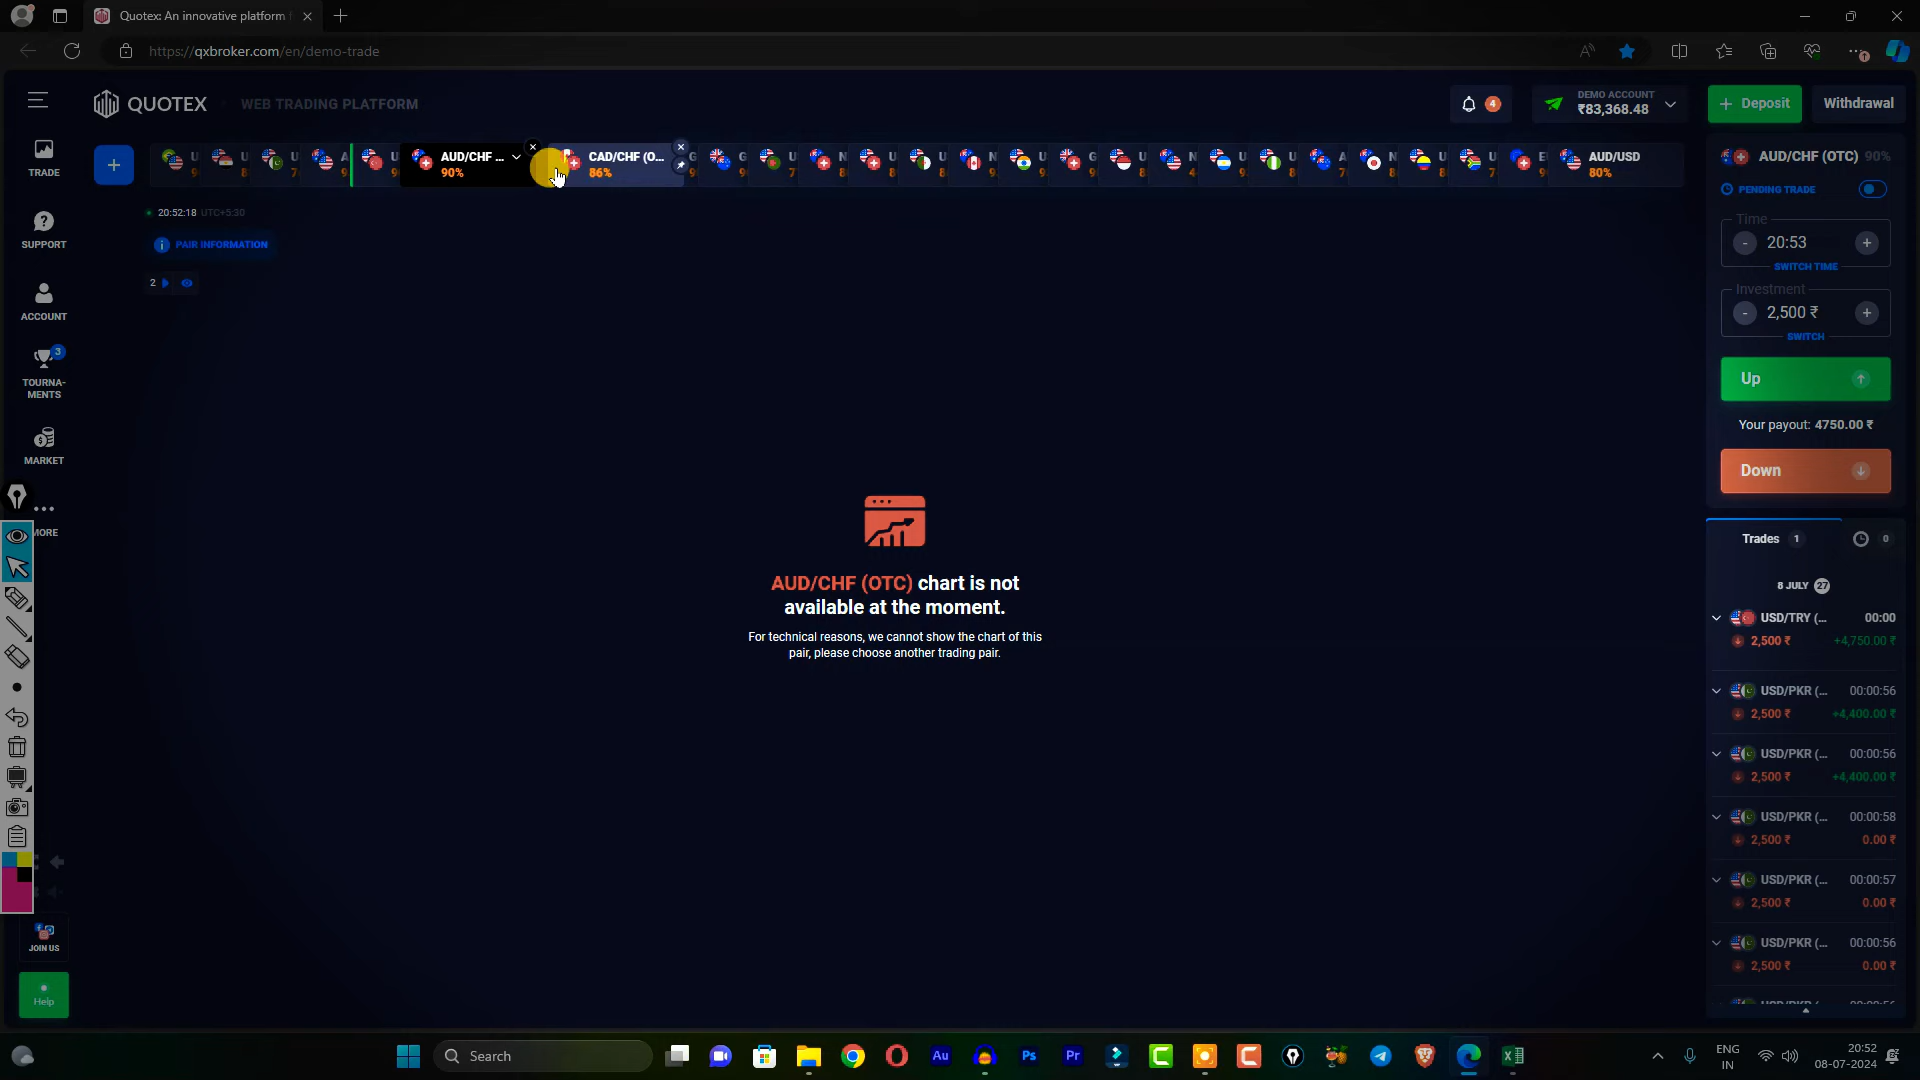 Quotex: An innovative platform
https://qxbroker.com/en/demo-trade
QUOTEX
WEB TRADING PLATFORM
4
DEMO ACCOUNT
₹83,368.48
+ Deposit
Withdrawal
TRADE
SUPPORT
ACCOUNT
3
TOURNA-
MENTS
MARKET
MORE
JOIN US
Help
+
AUD/CHF ...
90%
CAD/CHF (O...
86%
AUD/USD
80%
20:52:18 UTC+5:30
PAIR INFORMATION
2
AUD/CHF (OTC) chart is not
available at the moment.
For technical reasons, we cannot show the chart of this
pair, please choose another trading pair.
AUD/CHF (OTC) 90%
PENDING TRADE
Time
- 20:53 +
SWITCH TIME
Investment
- 2,500 ₹ +
SWITCH
Up
Your payout: 4750.00 ₹
Down
Trades 1
0
8 JULY 27
USD/TRY (... 00:00
2,500 ₹ +4,750.00 ₹
USD/PKR (... 00:00:56
2,500 ₹ +4,400.00 ₹
USD/PKR (... 00:00:56
2,500 ₹ +4,400.00 ₹
USD/PKR (... 00:00:58
2,500 ₹ 0.00 ₹
USD/PKR (... 00:00:57
2,500 ₹ 0.00 ₹
USD/PKR (... 00:00:56
2,500 ₹ 0.00 ₹
Search
Au
Ps
Pr
ENG
IN
20:52
08-07-2024